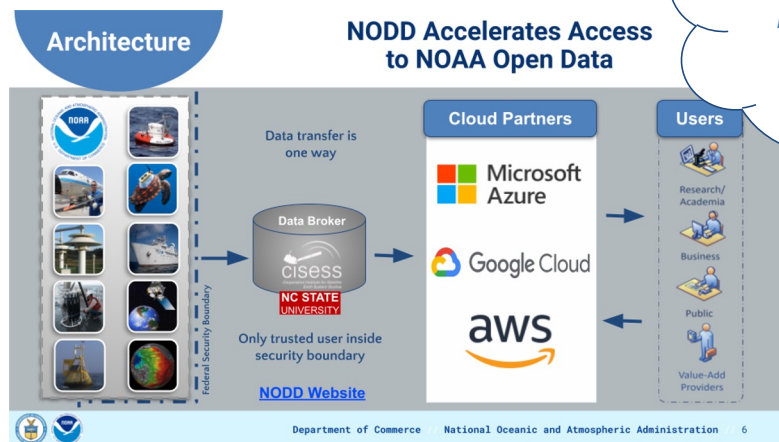 Architecture
NODD Accelerates Access
to NOAA Open Data
NOAA
Data transfer is
one way
Data Broker
cisess
NC STATE
UNIVERSITY
Only trusted user inside
security boundary
NODD Website
Federal Security Boundary
Cloud Partners
Microsoft
Azure
Google Cloud
aws
Users
Research/
Academia
Business
Public
Value-Add
Providers
Department of Commerce // National Oceanic and Atmospheric Administration // 6